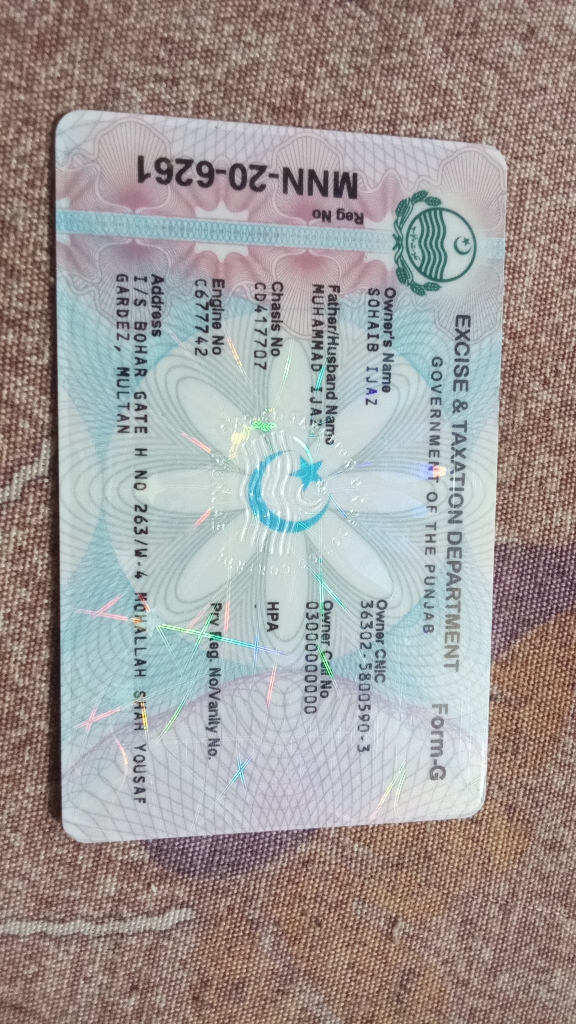 EXCISE & TAXATION DEPARTMENT Form-G
GOVERNMENT OF THE PUNJAB
Reg No
MNN-20-6261
Owner's Name
SOHAIB IJAZ
Owner CNIC
36302-5800590-3
Father/Husband Name
MUHAMMAD IJAZ
Owner Cell No
03000000000
Chasis No
CD417707
HPA
Engine No
C677742
Prv Reg. No/Vanity No.
Address
I/S BOHAR GATE H NO 263/W-4 MOHALLAH SHAH YOUSAF
GARDEZ, MULTAN